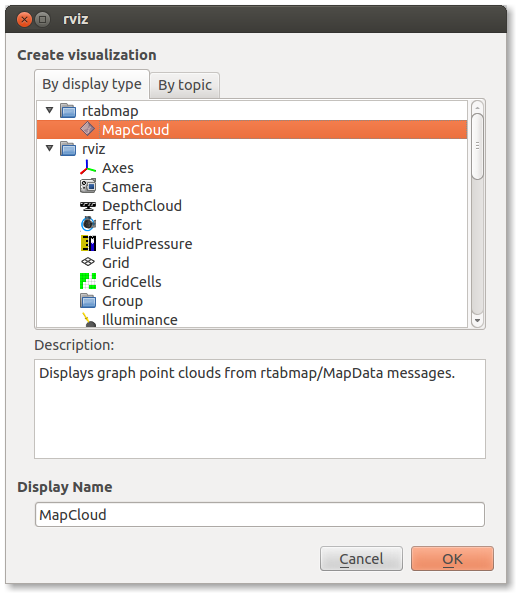 rviz
Create visualization
By display type
By topic
rtabmap
MapCloud
rviz
Axes
Camera
DepthCloud
Effort
FluidPressure
Grid
GridCells
Group
Illuminance
Description:
Displays graph point clouds from rtabmap/MapData messages.
Display Name
MapCloud
Cancel
OK